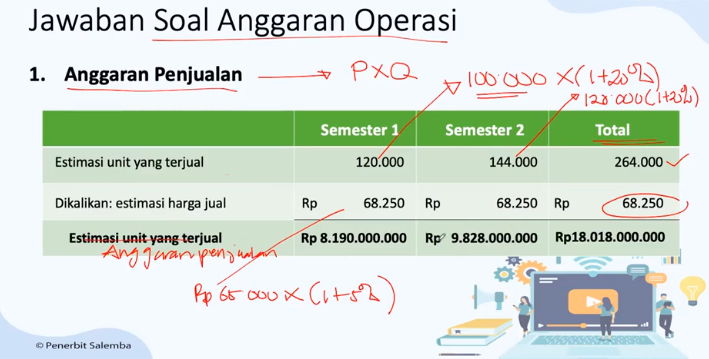 Jawaban Soal Anggaran Operasi
1. Anggaran Penjualan → PXQ 100.000 X (1+20%)
120.000 (1+20%)
Semester 1 Semester 2 Total
Estimasi unit yang terjual 120.000 144.000 264.000 ✓
Dikalikan: estimasi harga jual Rp 68.250 Rp 68.250 Rp 68.250
Estimasi unit yang terjual Rp 8.190.000.000 Rp 9.828.000.000 Rp18.018.000.000
Anggaran penjualan
Rp 65.000 X (1+5%)
© Penerbit Salemba